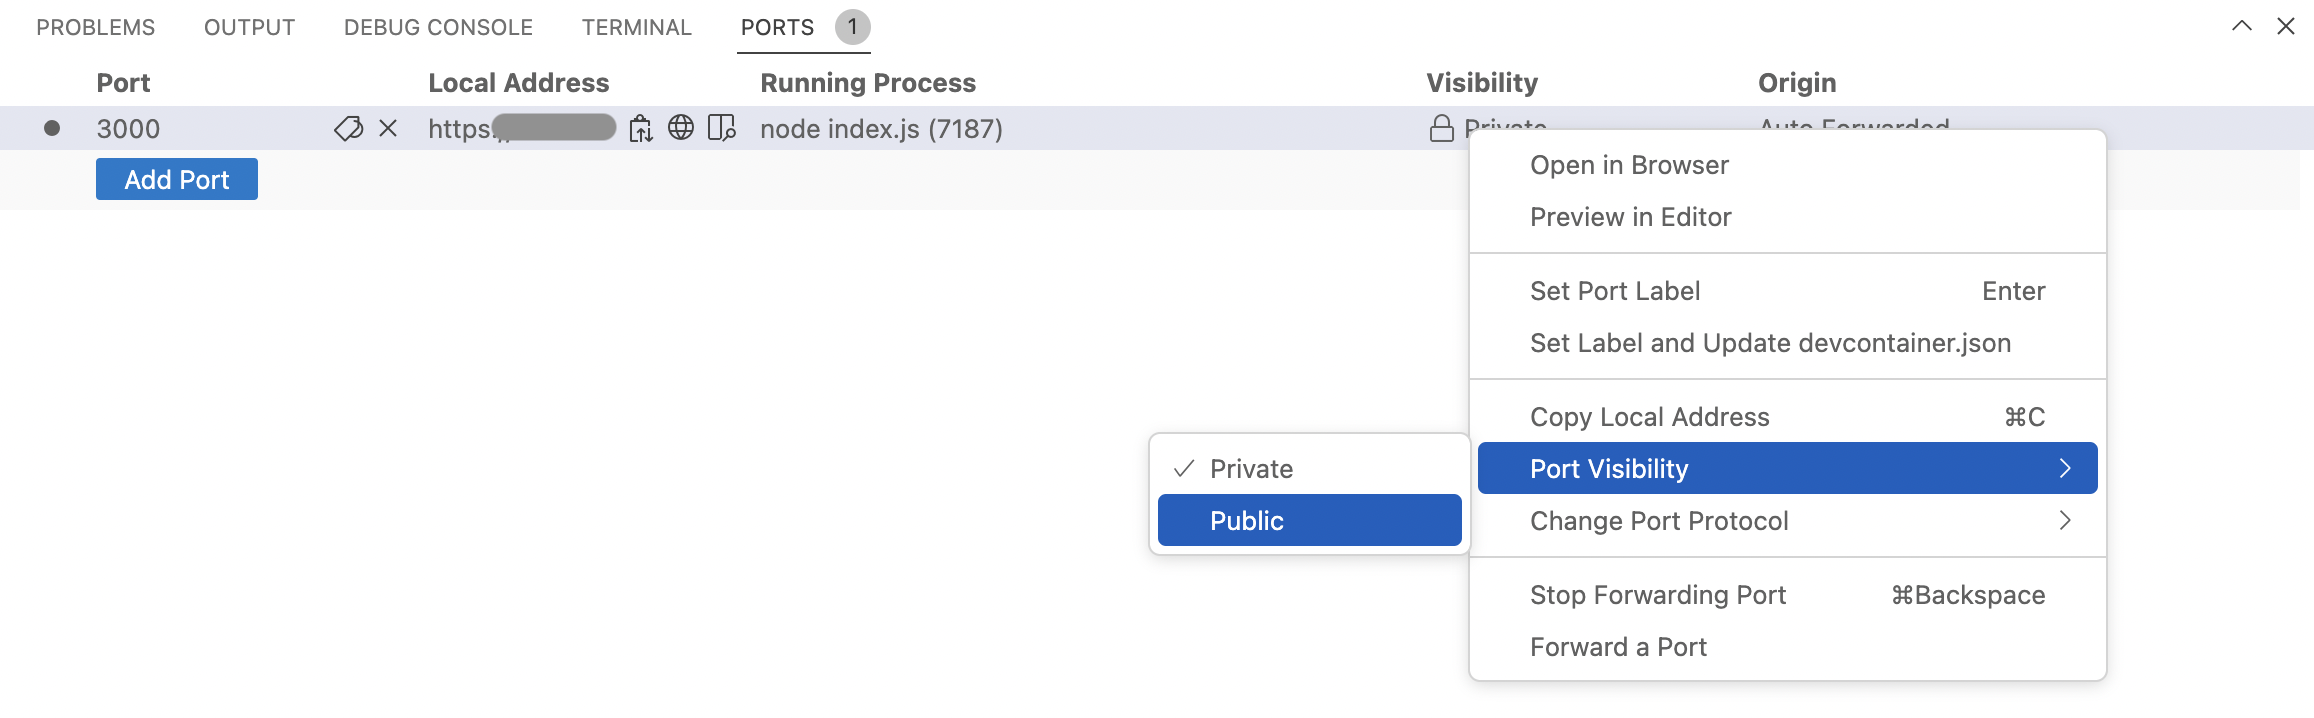 PROBLEMS OUTPUT DEBUG CONSOLE TERMINAL PORTS 1
Port Local Address Running Process Visibility Origin
3000 https:// node index.js (7187) Private Auto Forwarded
Add Port
Open in Browser
Preview in Editor
Set Port Label Enter
Set Label and Update devcontainer.json
Copy Local Address ⌘C
Private Port Visibility
Public Change Port Protocol
Stop Forwarding Port ⌘Backspace
Forward a Port